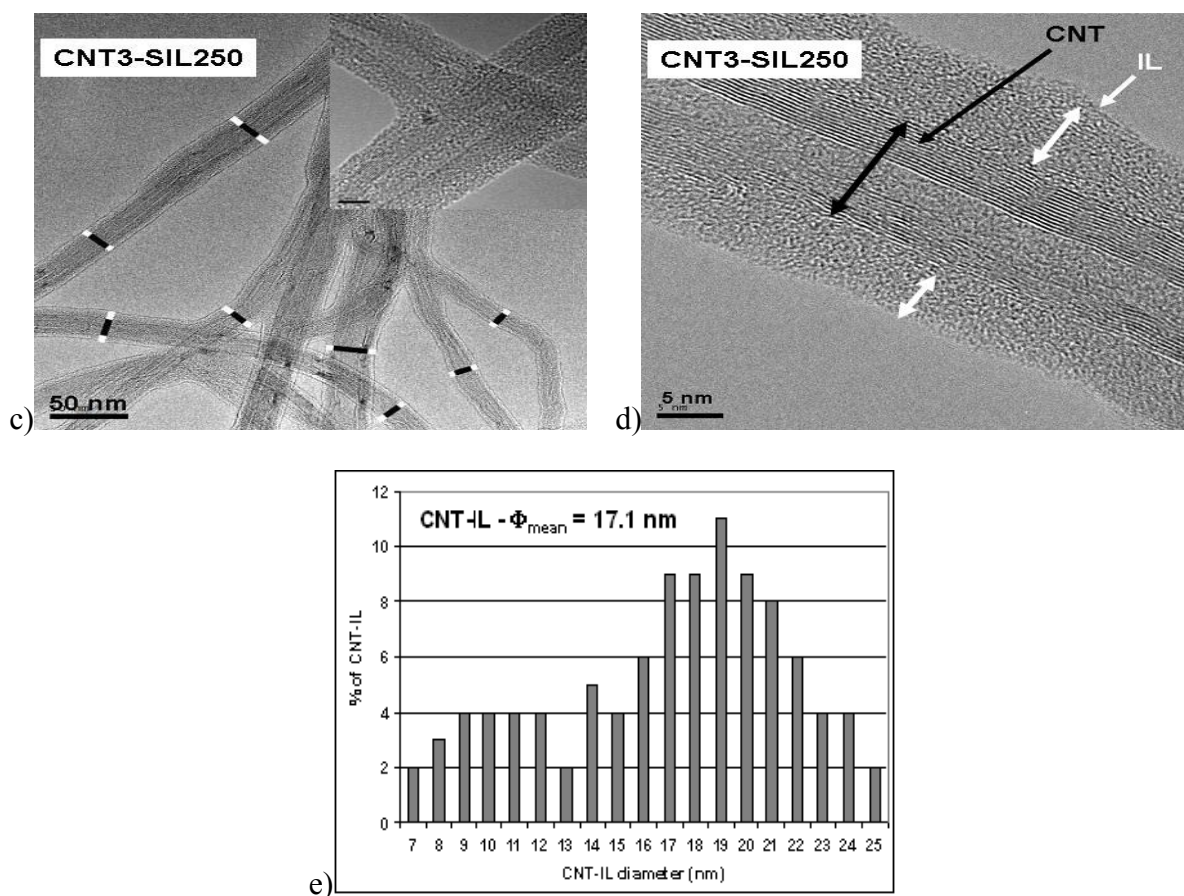 CNT3-SIL250
50 nm
c)
CNT3-SIL250
CNT
IL
5 nm
5 nm
d)
12
10
8
6
4
2
0
% of CNT-IL
CNT-IL - Φmean = 17.1 nm
7 8 9 10 11 12 13 14 15 16 17 18 19 20 21 22 23 24 25
CNT-IL diameter (nm)
e)